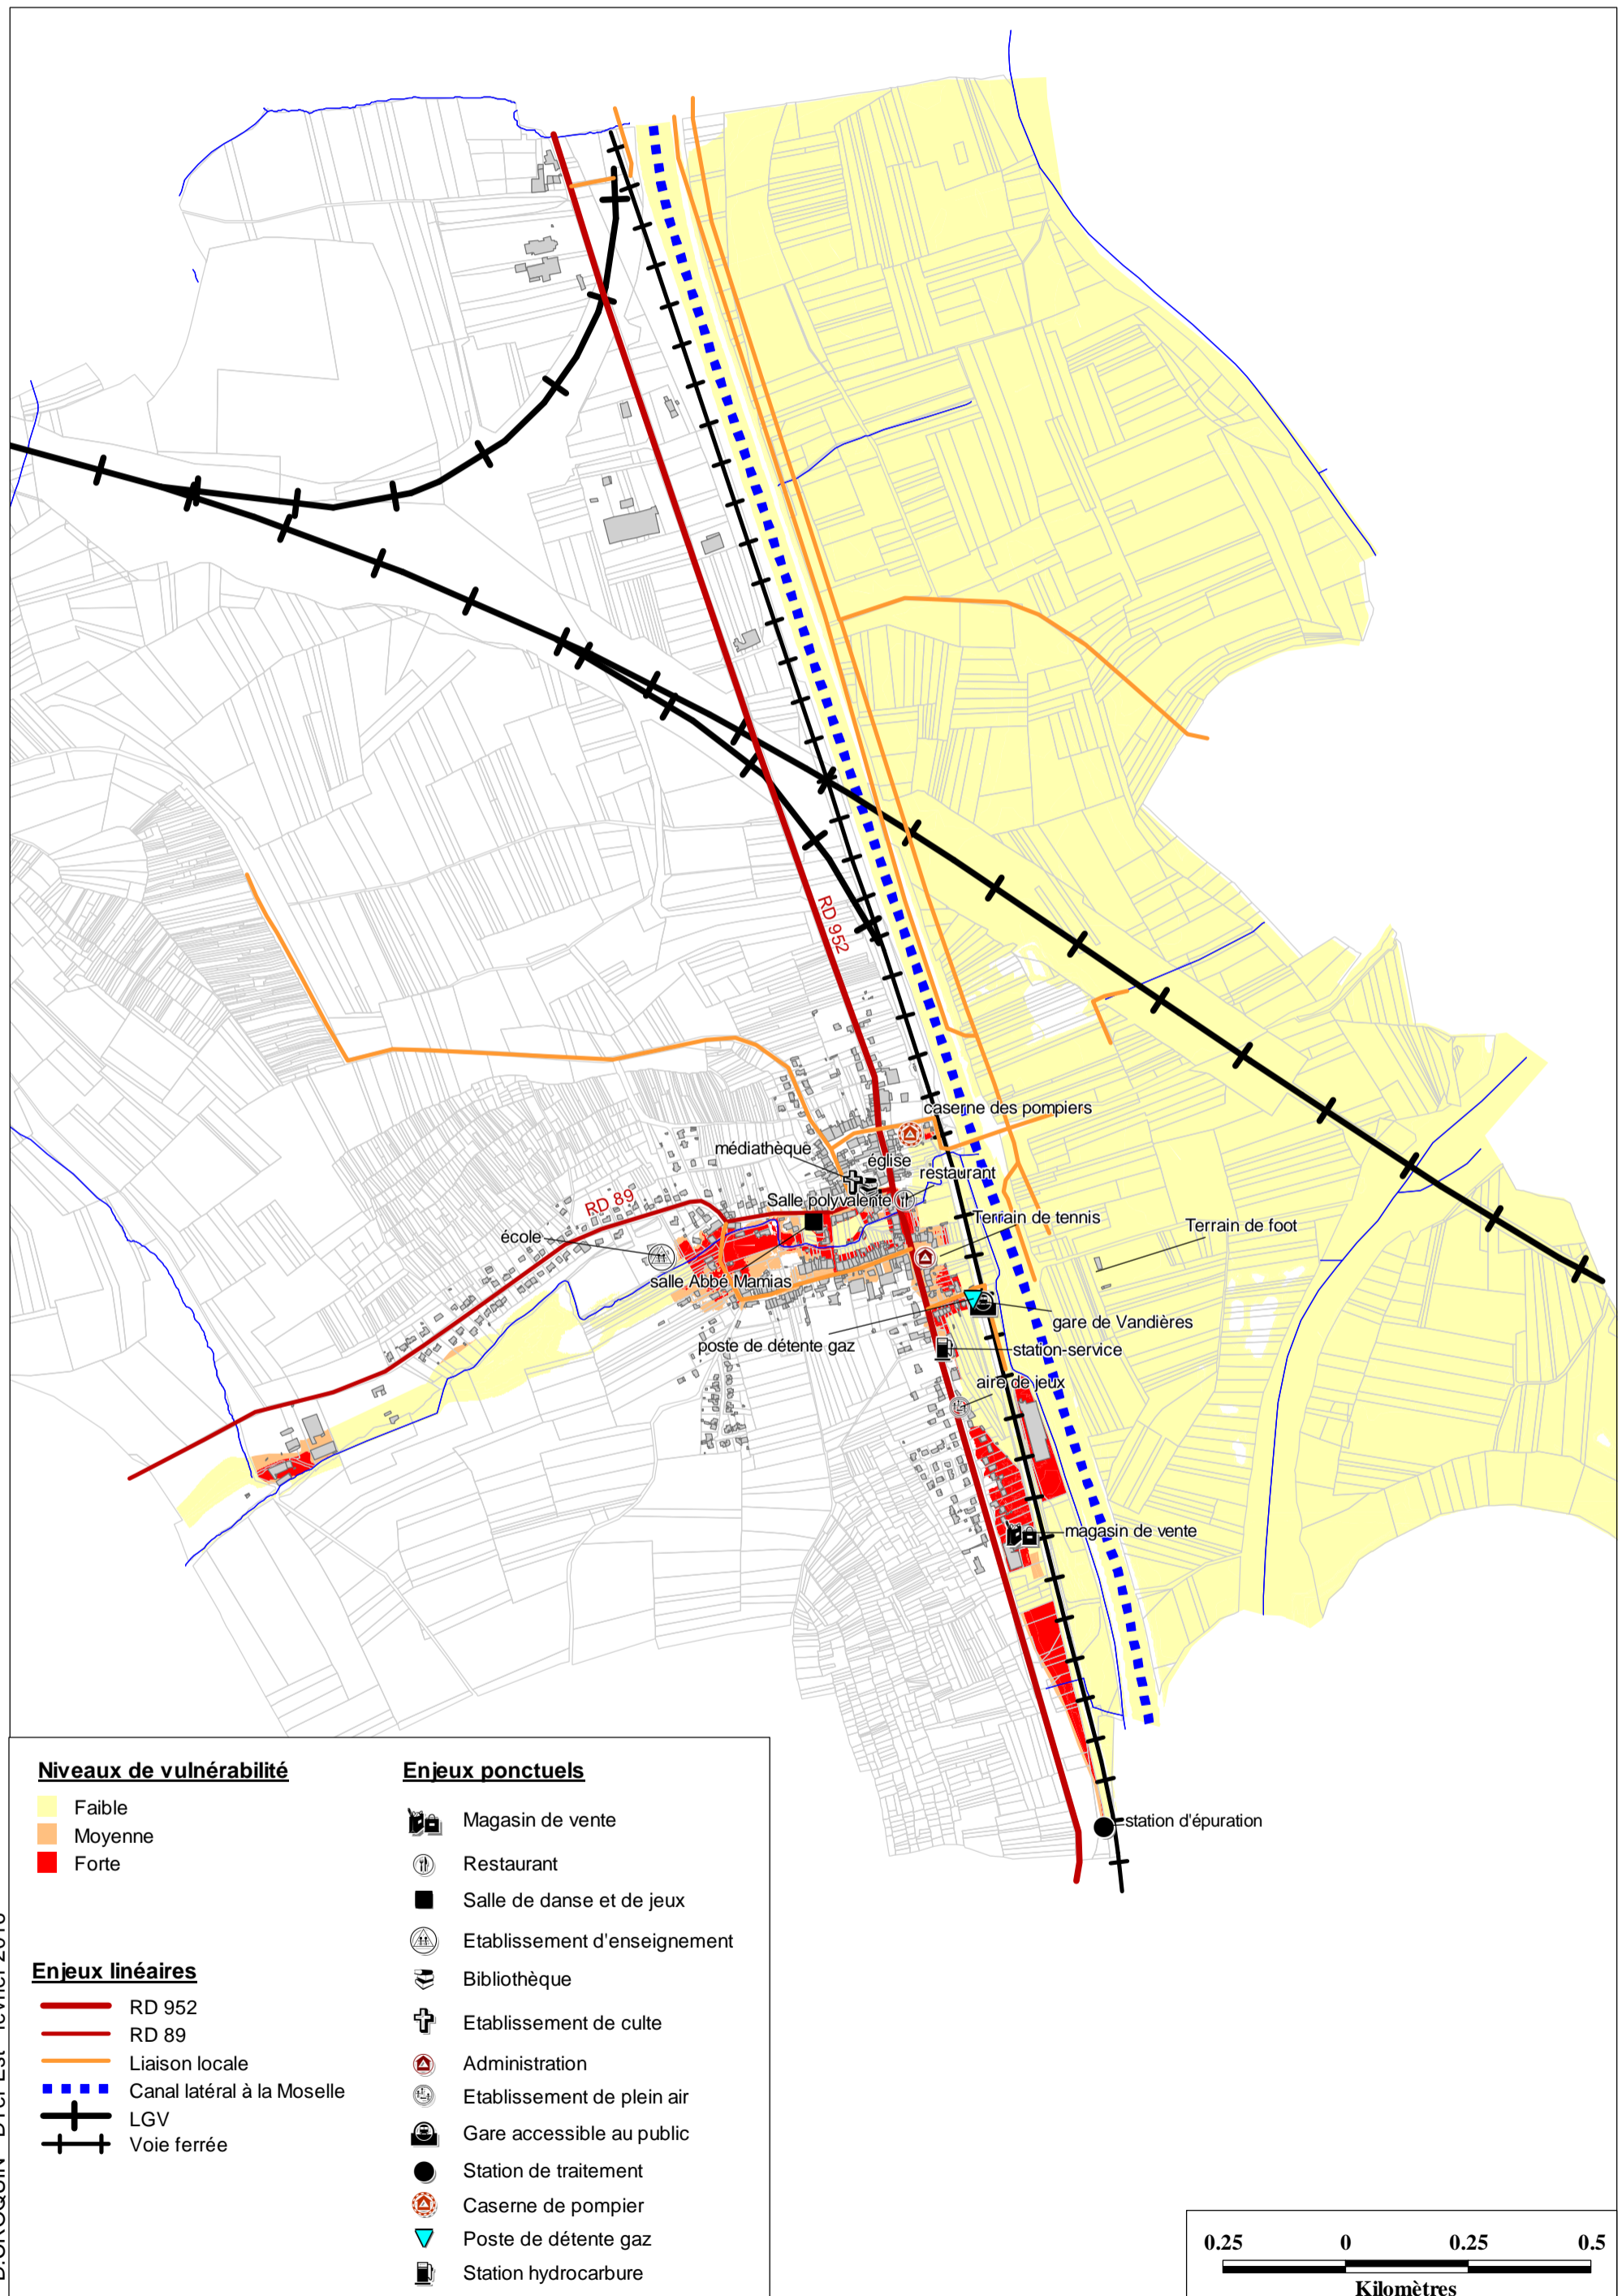 RD 952
caserne des pompiers
médiathèque
église
restaurant
RD 89
Salle polyvalente
Terrain de tennis
Terrain de foot
école
salle Abbé Mamias
gare de Vandières
poste de détente gaz
station-service
aire de jeux
magasin de vente
station d'épuration
Niveaux de vulnérabilité
Faible
Moyenne
Forte
Enjeux linéaires
RD 952
RD 89
Liaison locale
Canal latéral à la Moselle
LGV
Voie ferrée
Enjeux ponctuels
Magasin de vente
Restaurant
Salle de danse et de jeux
Etablissement d'enseignement
Bibliothèque
Etablissement de culte
Administration
Etablissement de plein air
Gare accessible au public
Station de traitement
Caserne de pompier
Poste de détente gaz
Station hydrocarbure
0.25 0 0.25 0.5
Kilomètres